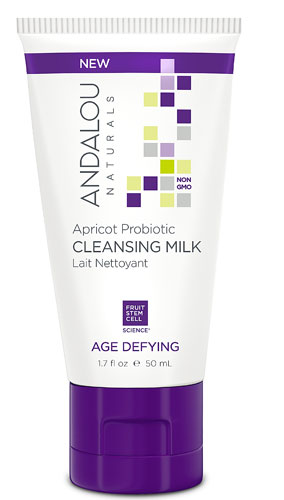 NEW
ANDALOU
NATURALS
NON
GMO
Apricot Probiotic
CLEANSING MILK
Lait Nettoyant
FRUIT
STEM
CELL
SCIENCE®
AGE DEFYING
1.7 fl oz ℮ 50 mL